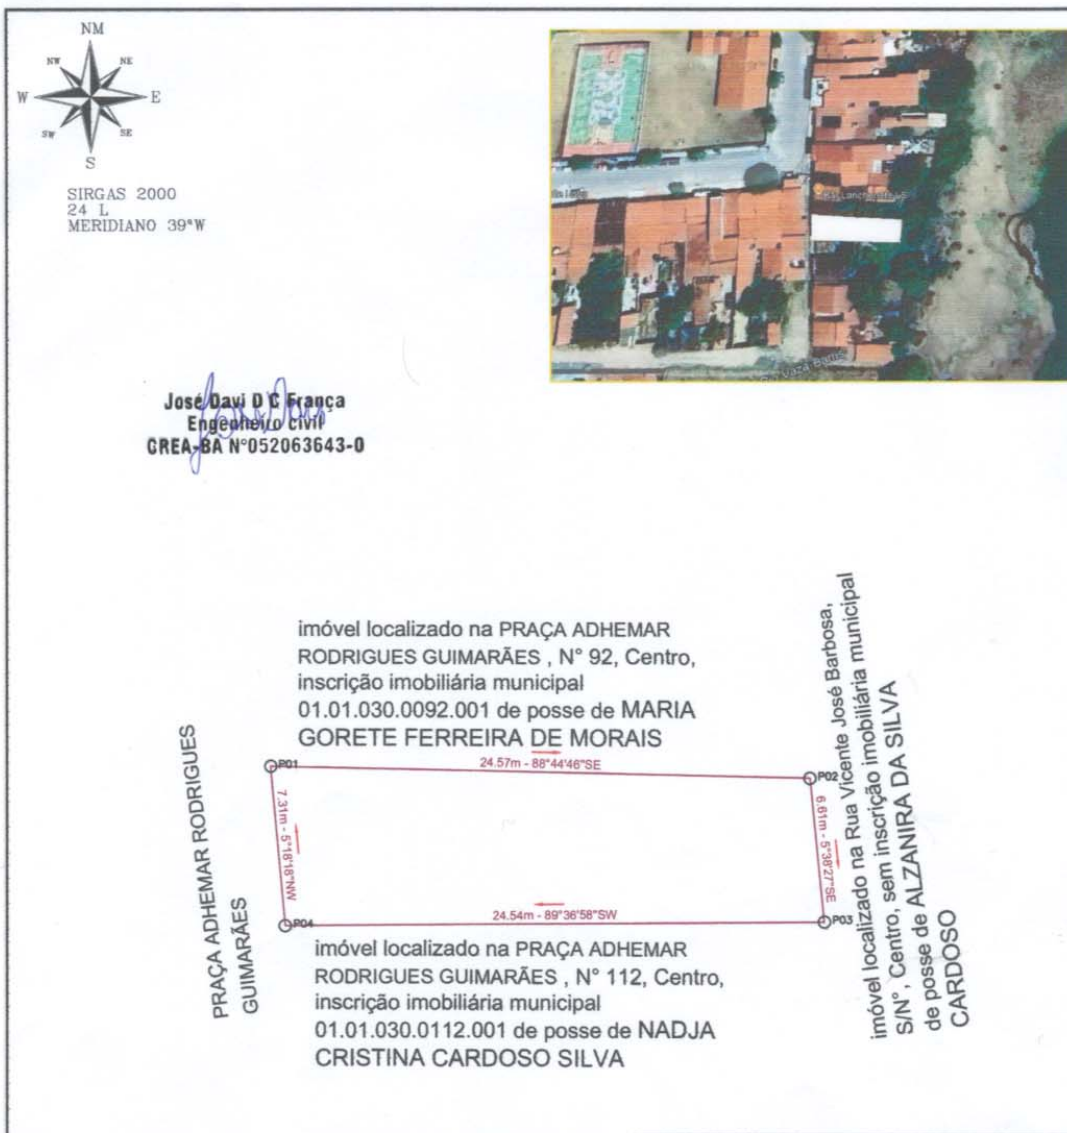 NM
NW
NE
W
E
SW
SE
S
SIRGAS 2000
24 L
MERIDIANO 39°W
José Davi D C França
Engenheiro civil
CREA-BA N°052063643-0
imóvel localizado na PRAÇA ADHEMAR
RODRIGUES GUIMARÃES , N° 92, Centro,
inscrição imobiliária municipal
01.01.030.0092.001 de posse de MARIA
GORETE FERREIRA DE MORAIS
P01
24.57m - 88°44'46"SE
P02
7.31m - 5°18'18"NW
6.61m - 5°38'27"SE
P04
24.54m - 89°36'58"SW
P03
PRAÇA ADHEMAR RODRIGUES
GUIMARÃES
imóvel localizado na Rua Vicente José Barbosa,
S/N°, Centro, sem inscrição imobiliária municipal
de posse de ALZANIRA DA SILVA
CARDOSO
imóvel localizado na PRAÇA ADHEMAR
RODRIGUES GUIMARÃES , N° 112, Centro,
inscrição imobiliária municipal
01.01.030.0112.001 de posse de NADJA
CRISTINA CARDOSO SILVA